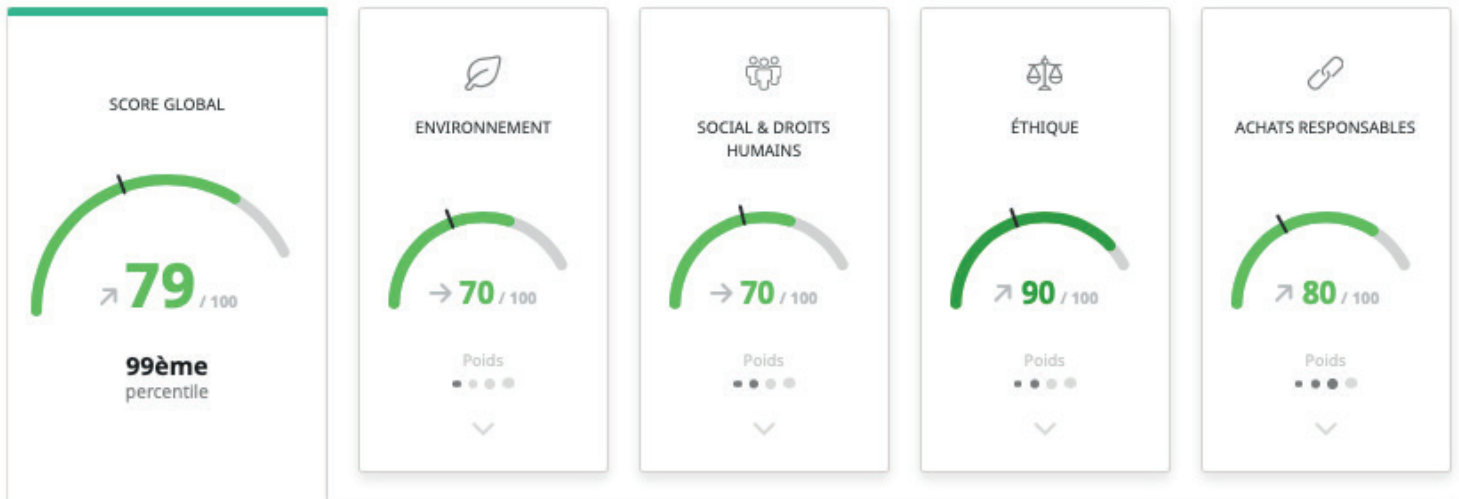 SCORE GLOBAL
79 / 100
99ème
percentile
ENVIRONNEMENT
70 / 100
Poids
SOCIAL & DROITS
HUMAINS
70 / 100
Poids
ÉTHIQUE
90 / 100
Poids
ACHATS RESPONSABLES
80 / 100
Poids